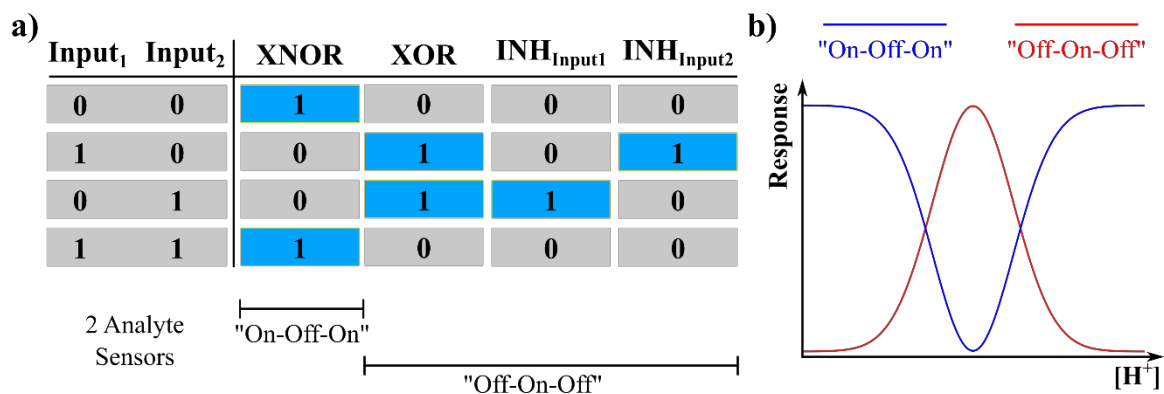 a)
Input1 Input2 XNOR XOR INHInput1 INHInput2
0 0 1 0 0 0
1 0 0 1 0 1
0 1 0 1 1 0
1 1 1 0 0 0
2 Analyte
Sensors
"On-Off-On"
"Off-On-Off"
b)
"On-Off-On" "Off-On-Off"
Response
[H+]